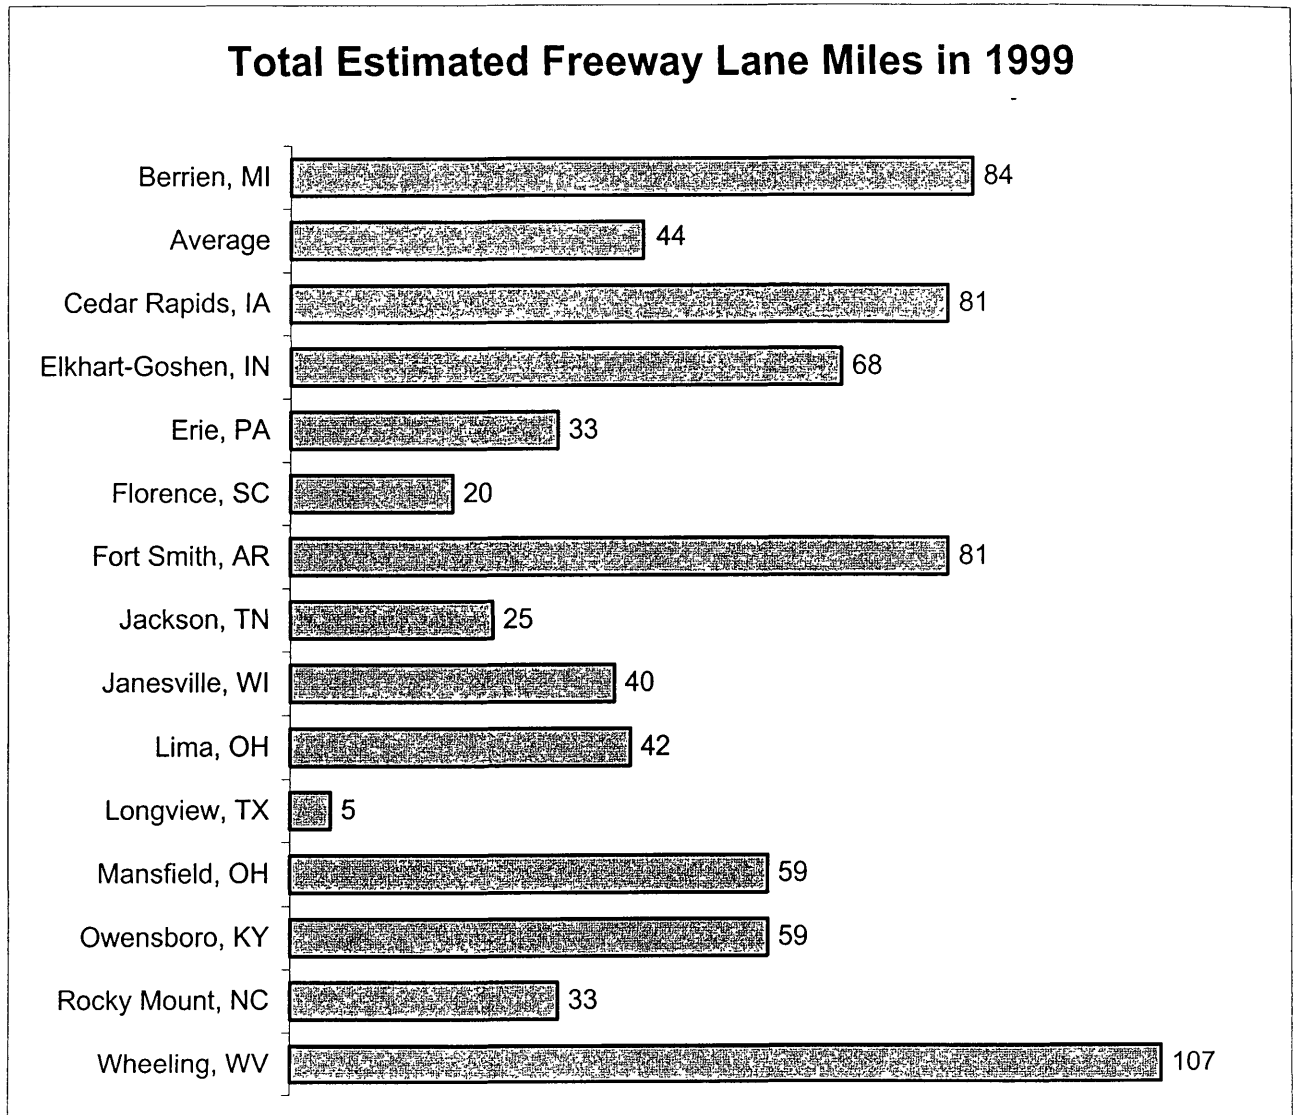 Total Estimated Freeway Lane Miles in 1999
Berrien, MI 84
Average 44
Cedar Rapids, IA 81
Elkhart-Goshen, IN 68
Erie, PA 33
Florence, SC 20
Fort Smith, AR 81
Jackson, TN 25
Janesville, WI 40
Lima, OH 42
Longview, TX 5
Mansfield, OH 59
Owensboro, KY 59
Rocky Mount, NC 33
Wheeling, WV 107